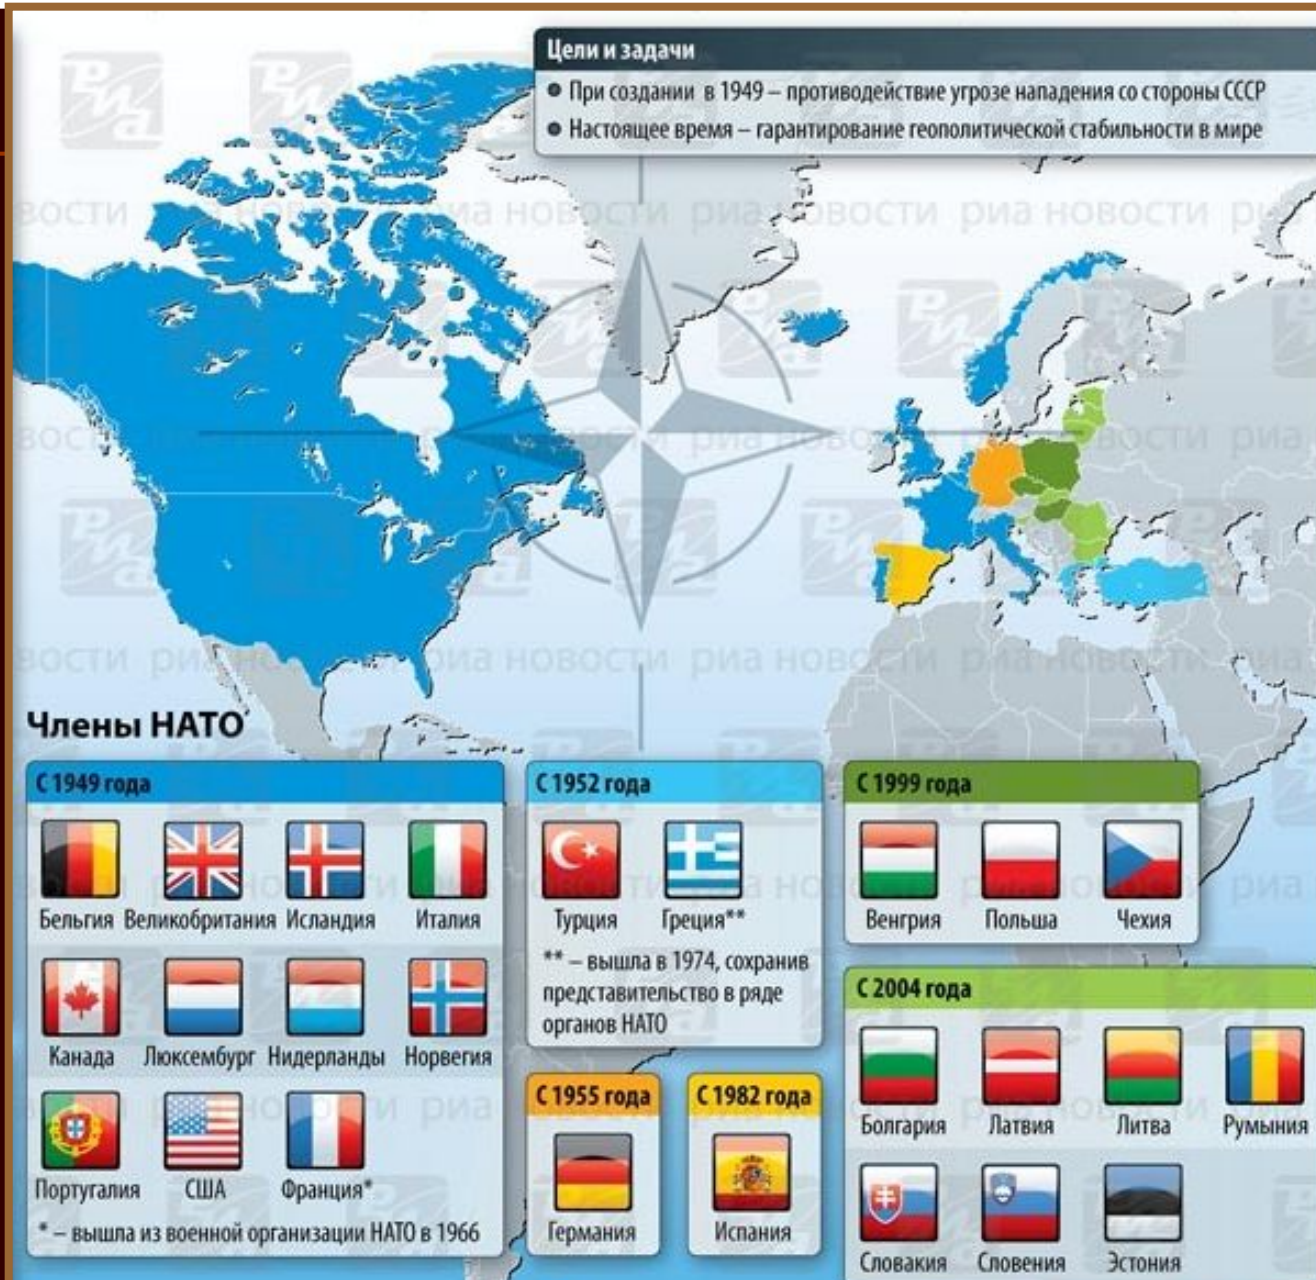 Цели и задачи
При создании в 1949 – противодействие угрозе нападения со стороны СССР
Настоящее время – гарантирование геополитической стабильности в мире
Члены НАТО
С 1949 года
Бельгия Великобритания Исландия Италия
Канада Люксембург Нидерланды Норвегия
Португалия США Франция*
* – вышла из военной организации НАТО в 1966
С 1952 года
Турция Греция**
** – вышла в 1974, сохранив
представительство в ряде
органов НАТО
С 1955 года
Германия
С 1982 года
Испания
С 1999 года
Венгрия Польша Чехия
С 2004 года
Болгария Латвия Литва Румыния
Словакия Словения Эстония
риа новости